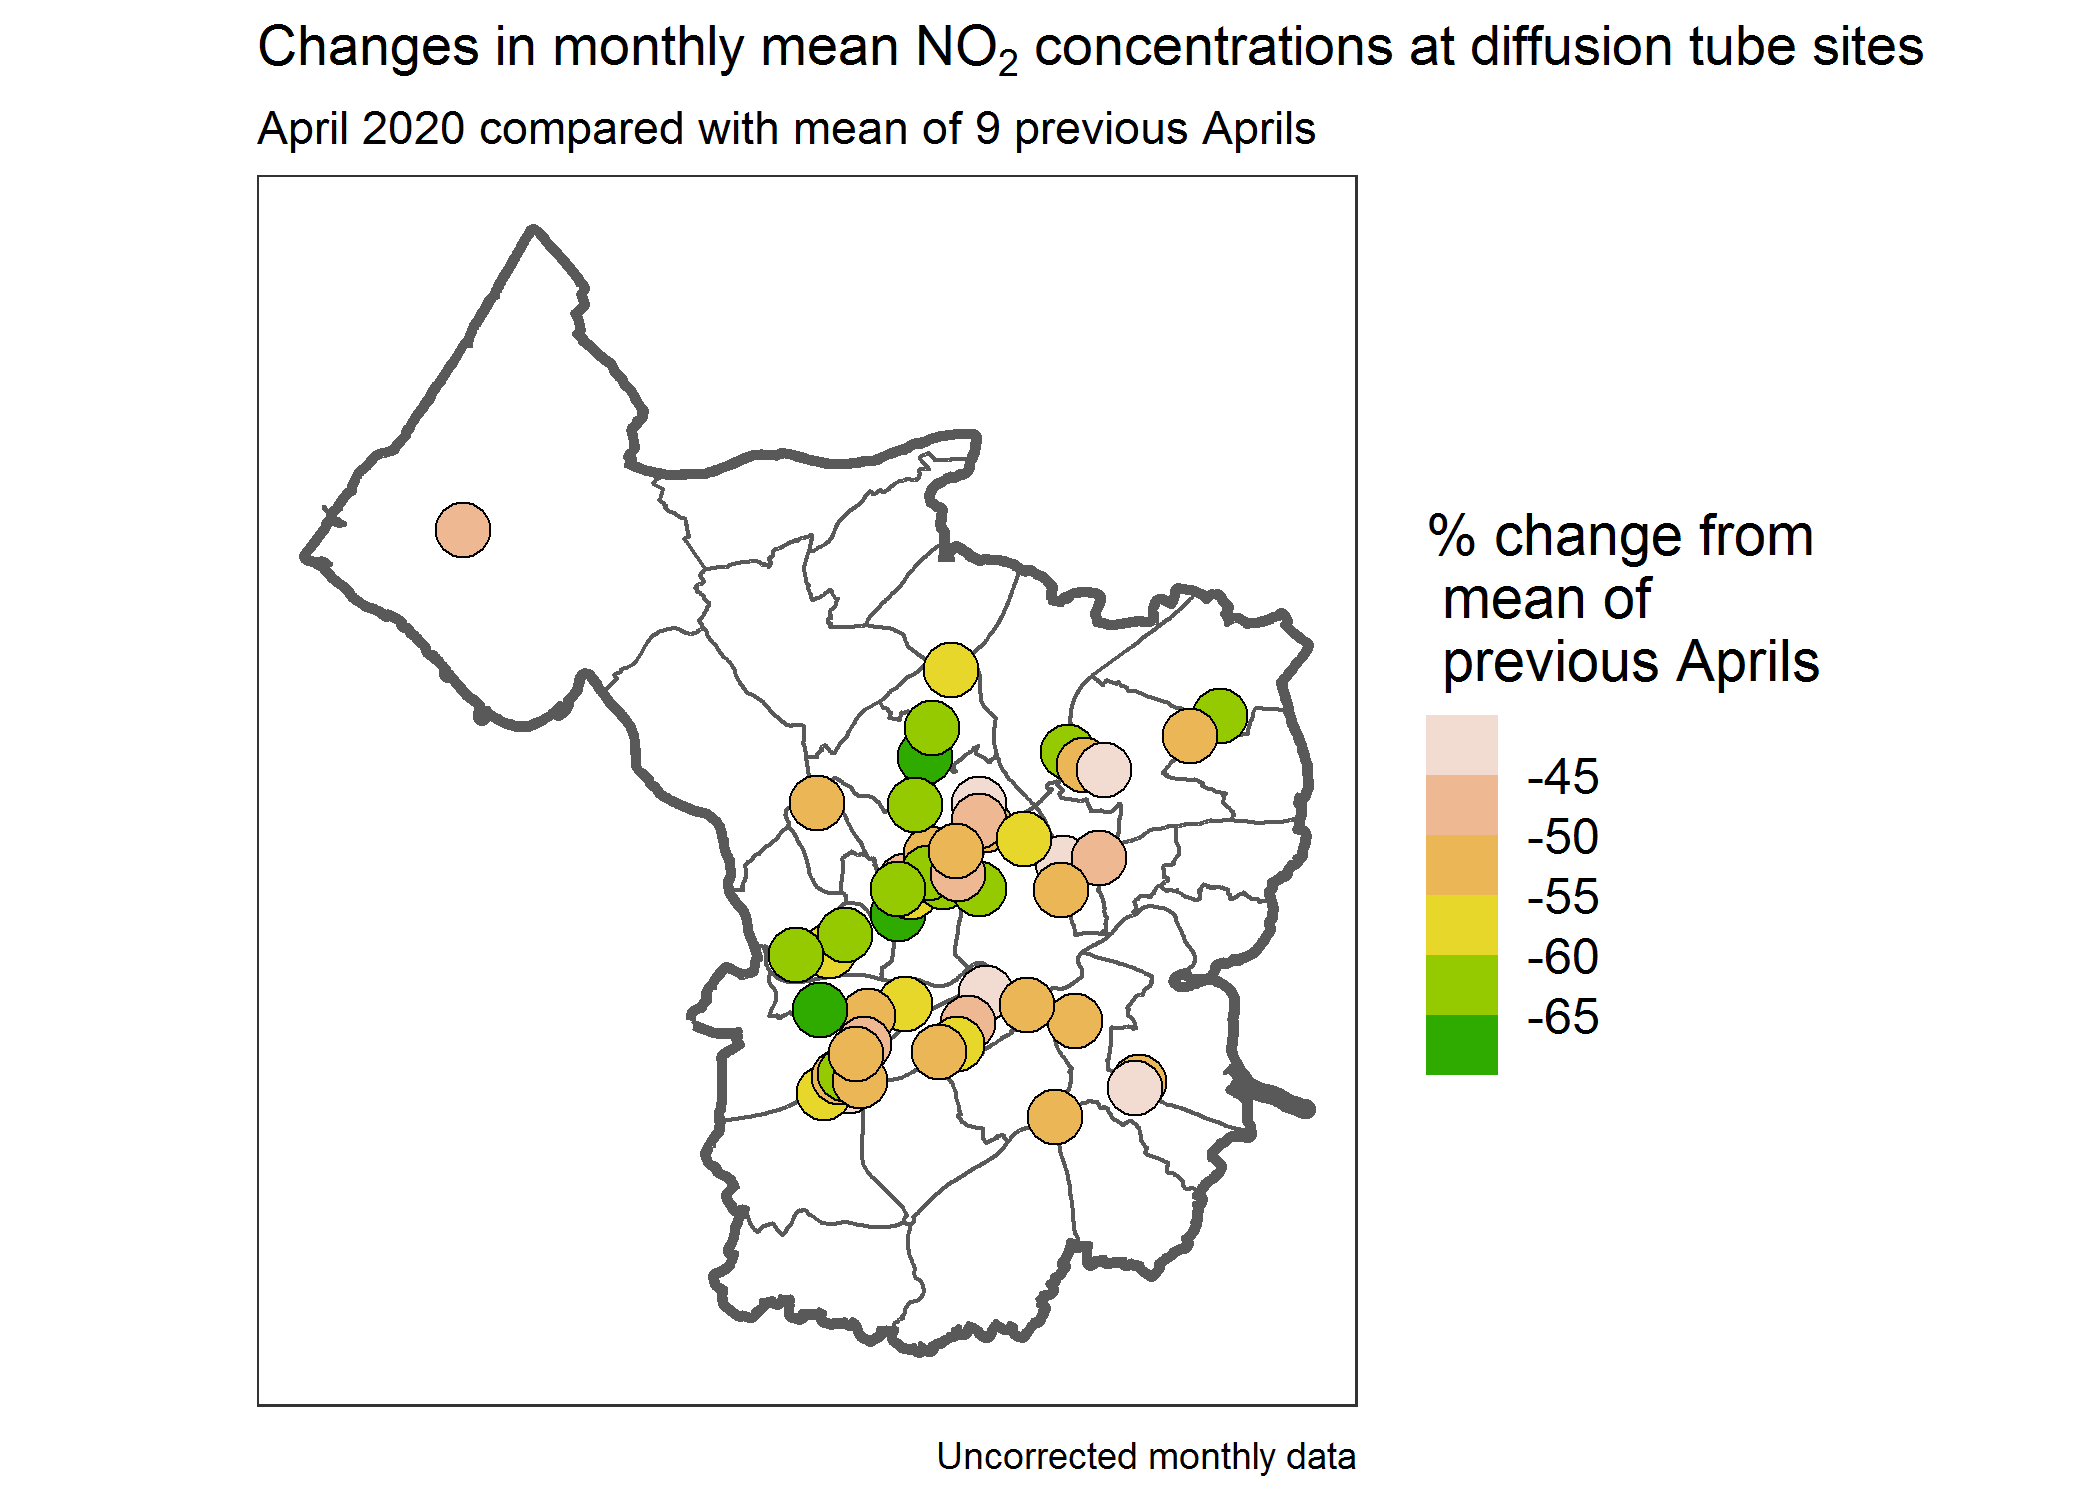 Changes in monthly mean NO₂ concentrations at diffusion tube sites
April 2020 compared with mean of 9 previous Aprils
% change from
mean of
previous Aprils
-45
-50
-55
-60
-65
Uncorrected monthly data